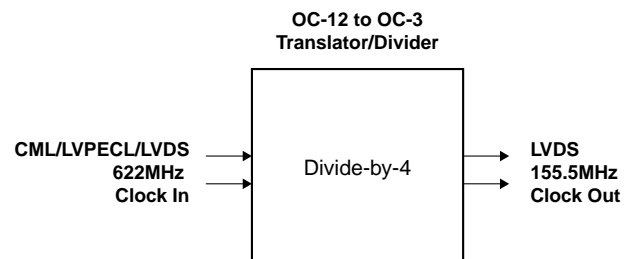 OC-12 to OC-3
Translator/Divider
CML/LVPECL/LVDS
622MHz
Clock In
Divide-by-4
LVDS
155.5MHz
Clock Out